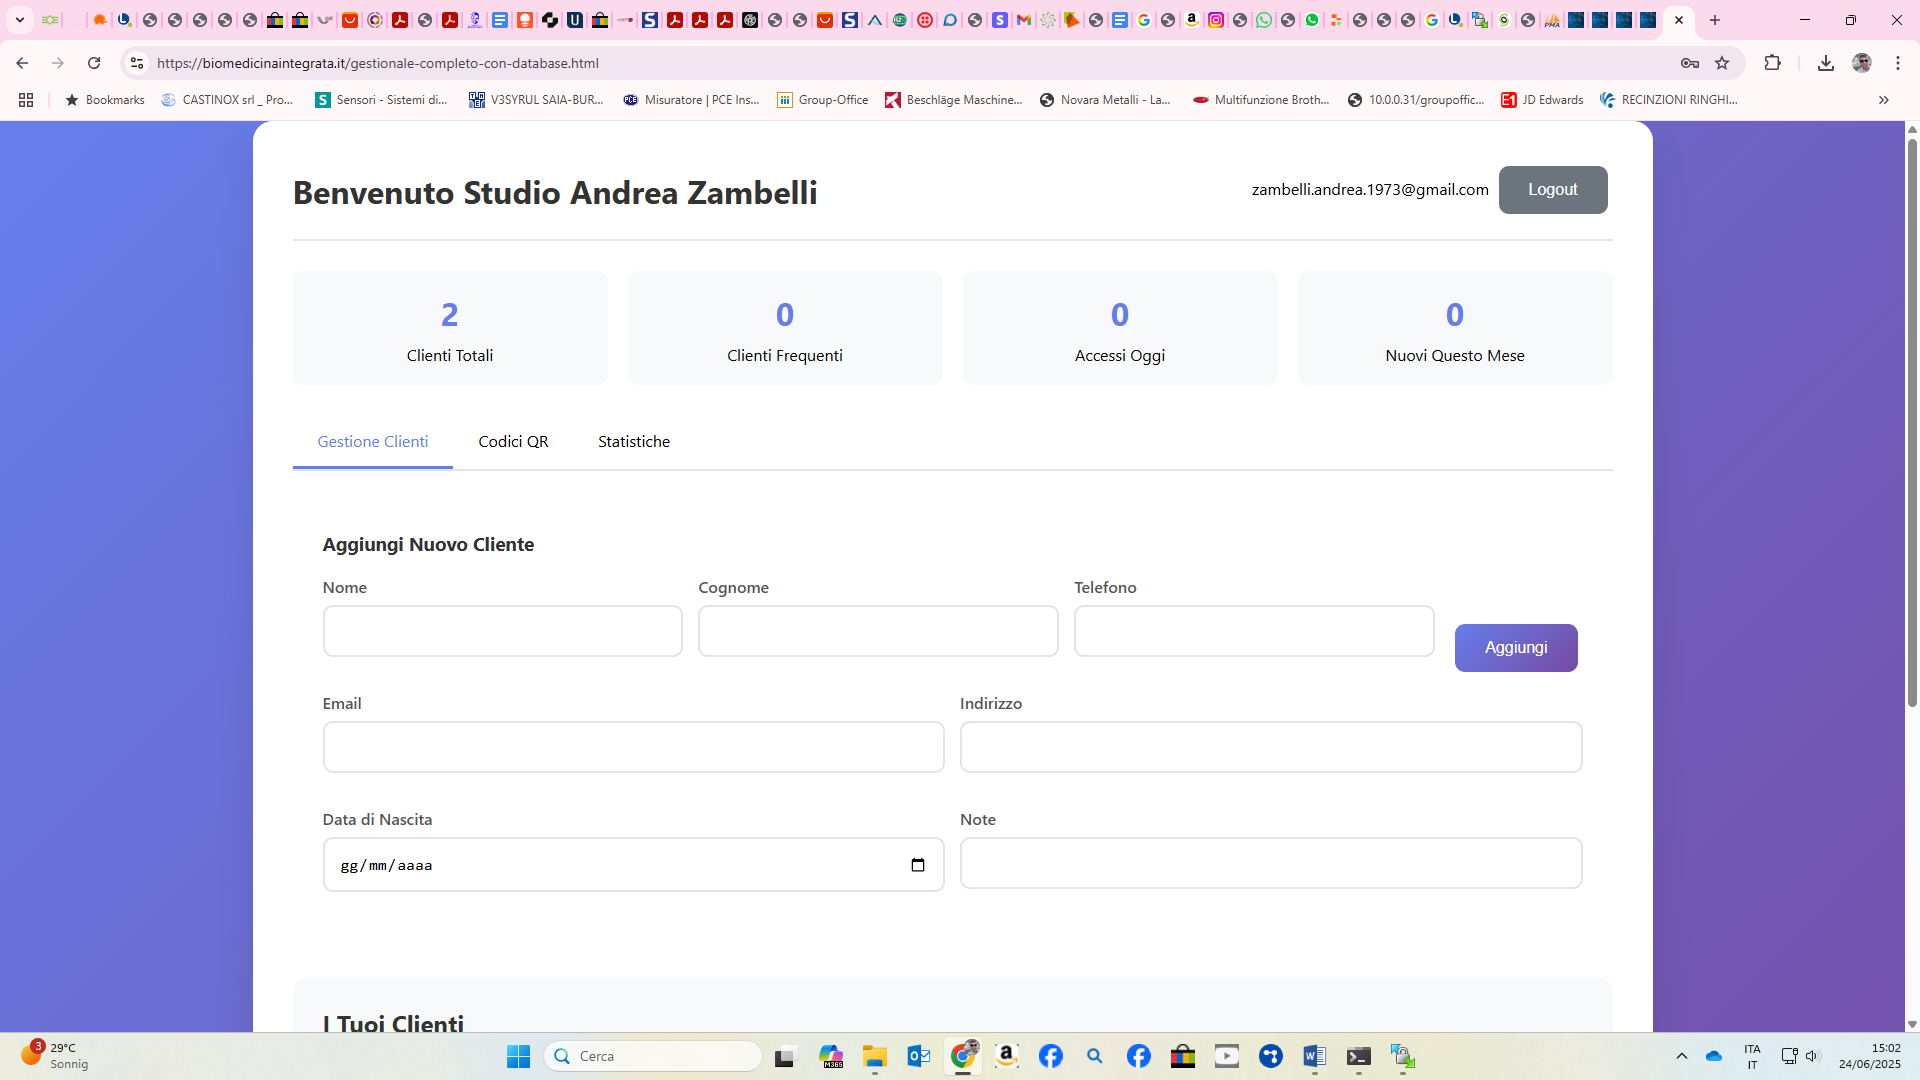 https://biomedicinaintegrata.it/gestionale-completo-con-database.html
Bookmarks
CASTINOX srl _ Pro...
Sensori - Sistemi di...
V3SYRUL SAIA-BUR...
Misuratore | PCE Ins...
Group-Office
Beschläge Maschine...
Novara Metalli - La...
Multifunzione Broth...
10.0.0.31/groupoffic...
JD Edwards
RECINZIONI RINGHI...
Benvenuto Studio Andrea Zambelli
zambelli.andrea.1973@gmail.com
Logout
2
Clienti Totali
0
Clienti Frequenti
0
Accessi Oggi
0
Nuovi Questo Mese
Gestione Clienti
Codici QR
Statistiche
Aggiungi Nuovo Cliente
Nome
Cognome
Telefono
Aggiungi
Email
Indirizzo
Data di Nascita
Note
gg/mm/aaaa
I Tuoi Clienti
3
29°C
Sonnig
Cerca
ITA
IT
15:02
24/06/2025